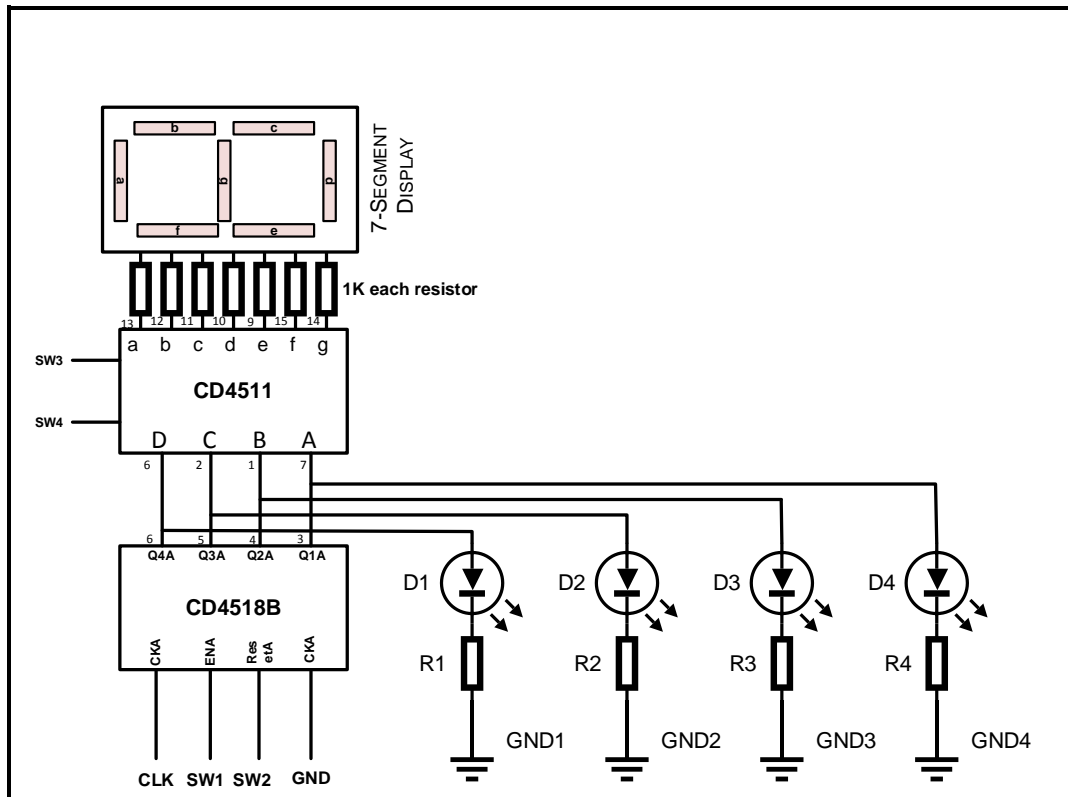 b c
a g d
f e
7-SEGMENT
DISPLAY
1K each resistor
13 12 11 10 9 15 14
a b c d e f g
SW3
CD4511
SW4
D C B A
6 2 1 7
6 5 4 3
Q4A Q3A Q2A Q1A
CD4518B
CKA ENA Res etA CKA
CLK SW1 SW2 GND
D1 D2 D3 D4
R1 R2 R3 R4
GND1 GND2 GND3 GND4